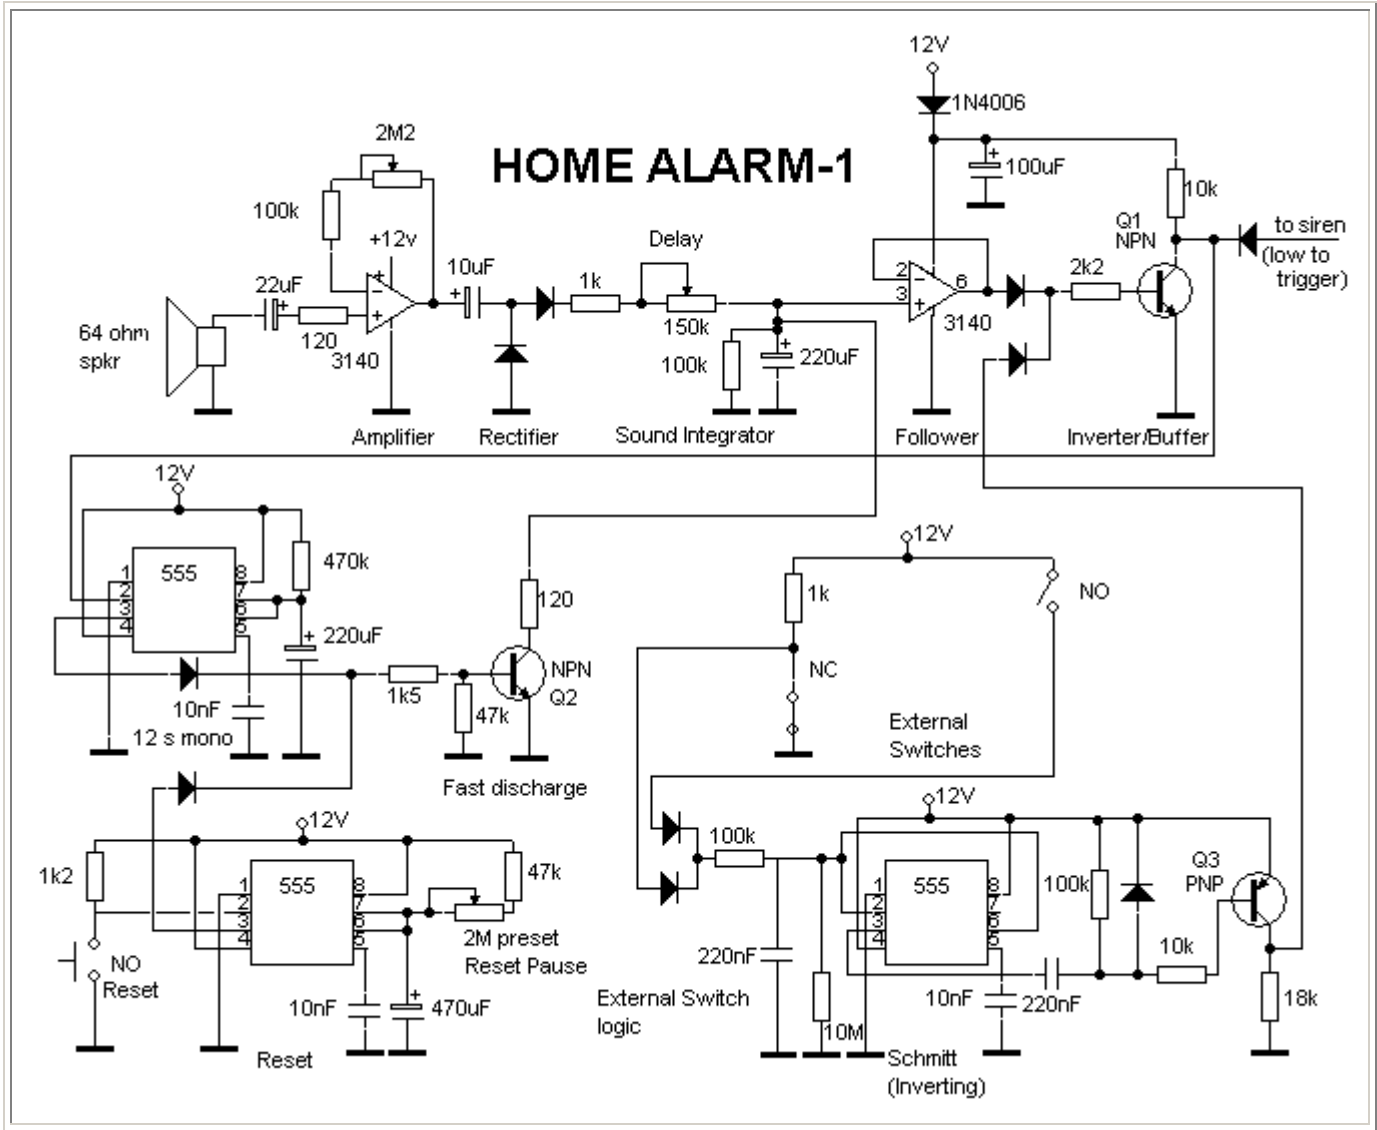 12V
1N4006
2M2
HOME ALARM-1
100uF
10k
100k
Q1
NPN
to siren
(low to
trigger)
+12v
Delay
22uF
10uF
1k
2
3
6
2k2
64 ohm
spkr
120
3140
150k
3140
100k
220uF
Amplifier
Rectifier
Sound Integrator
Follower
Inverter/Buffer
12V
12V
470k
1
2
3
4
555
8
7
6
5
1k
NO
120
220uF
NPN
Q2
NC
10nF
12 s mono
1k5
47k
External
Switches
Fast discharge
12V
12V
100k
1k2
47k
Q3
PNP
1
2
3
4
555
8
7
6
5
1
2
3
4
555
8
7
6
5
100k
2M preset
Reset Pause
NO
Reset
220nF
10k
10nF
470uF
External Switch
logic
10nF
220nF
18k
10M
Reset
Schmitt
(Inverting)